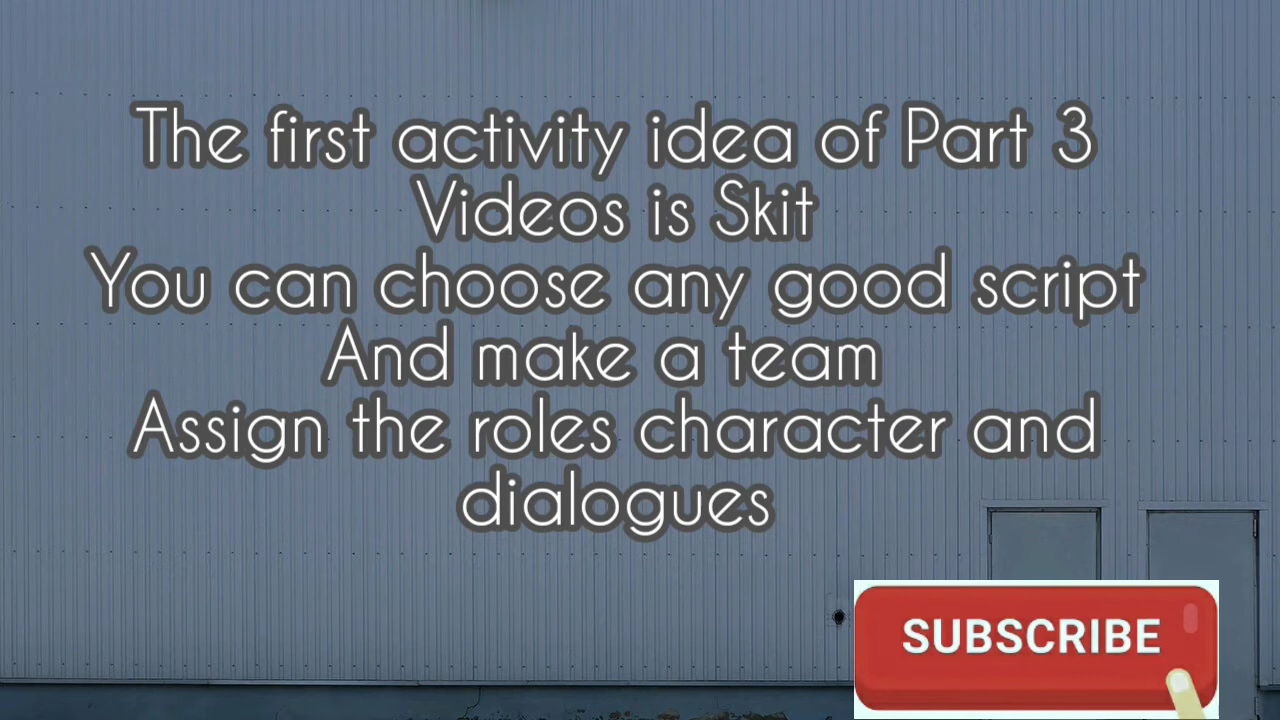 The first activity idea of Part 3
Videos is Skit
You can choose any good script
And make a team
Assign the roles character and
dialogues
SUBSCRIBE